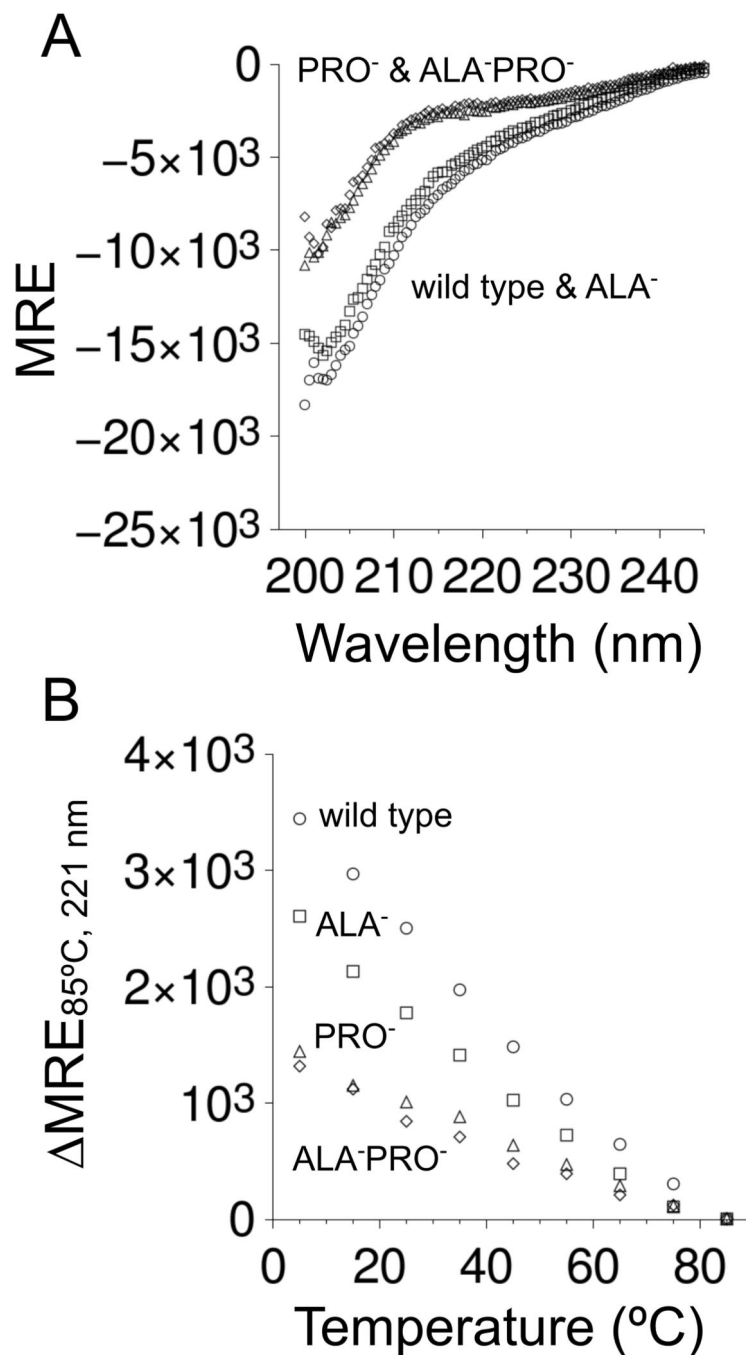 A
PRO⁻ & ALA⁻PRO⁻
0
−5×10³
−10×10³
−15×10³
−20×10³
−25×10³
MRE
wild type & ALA⁻
200 210 220 230 240
Wavelength (nm)
B
4×10³
3×10³
2×10³
10³
0
ΔMRE85ºC, 221 nm
wild type
ALA⁻
PRO⁻
ALA⁻PRO⁻
0 20 40 60 80
Temperature (ºC)